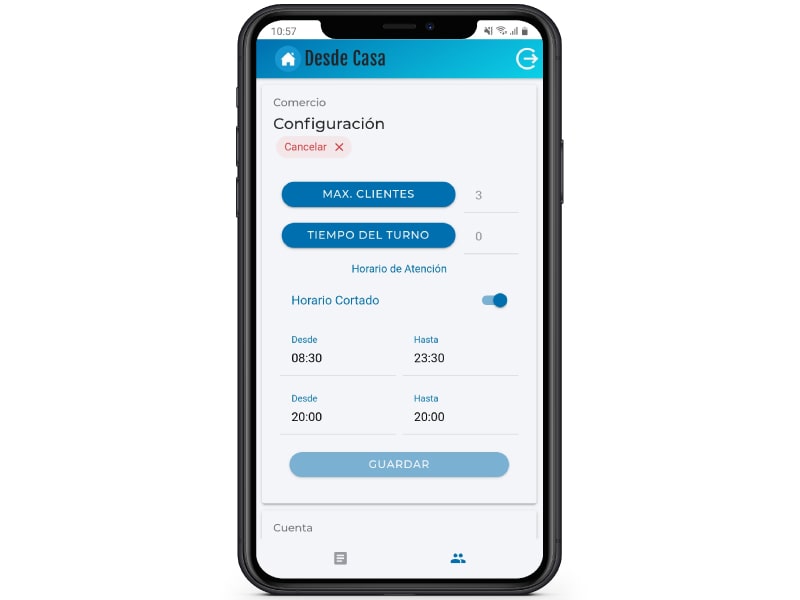 10:57
Desde Casa
Comercio
Configuración
Cancelar
MAX. CLIENTES 3
TIEMPO DEL TURNO 0
Horario de Atención
Horario Cortado
Desde Hasta
08:30 23:30
Desde Hasta
20:00 20:00
GUARDAR
Cuenta